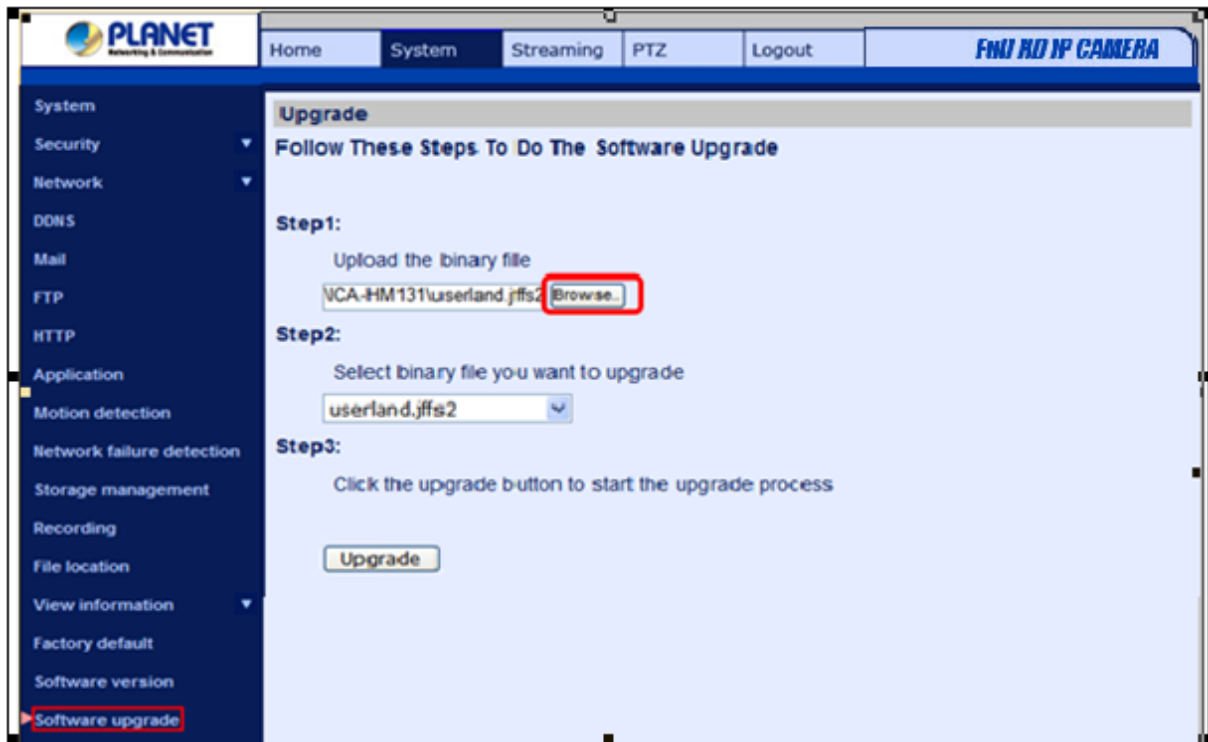 PLANET
Networking & Communication
Home System Streaming PTZ Logout Full HD IP CAMERA
System
Security
Network
DDNS
Mail
FTP
HTTP
Application
Motion detection
Network failure detection
Storage management
Recording
File location
View information
Factory default
Software version
Software upgrade
Upgrade
Follow These Steps To Do The Software Upgrade
Step1:
Upload the binary file
\ICA-HM131\userland.jffs2 Browse...
Step2:
Select binary file you want to upgrade
userland.jffs2
Step3:
Click the upgrade button to start the upgrade process
Upgrade